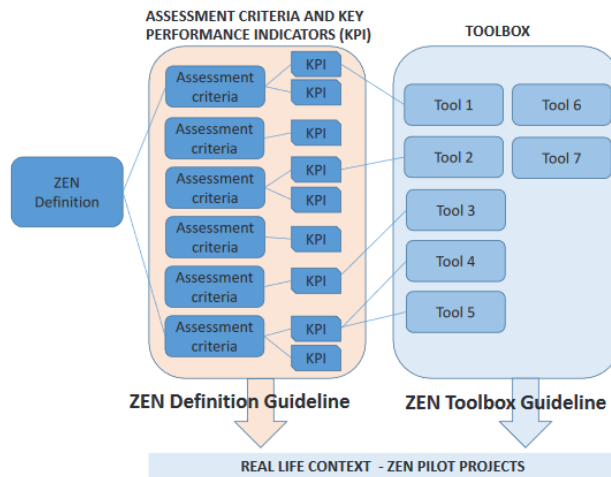 ASSESSMENT CRITERIA AND KEY
PERFORMANCE INDICATORS (KPI)
TOOLBOX
ZEN
Definition
Assessment
criteria
KPI
KPI
Assessment
criteria
KPI
Assessment
criteria
KPI
KPI
Assessment
criteria
KPI
Assessment
criteria
KPI
Assessment
criteria
KPI
KPI
Tool 1
Tool 6
Tool 2
Tool 7
Tool 3
Tool 4
Tool 5
ZEN Definition Guideline
ZEN Toolbox Guideline
REAL LIFE CONTEXT - ZEN PILOT PROJECTS